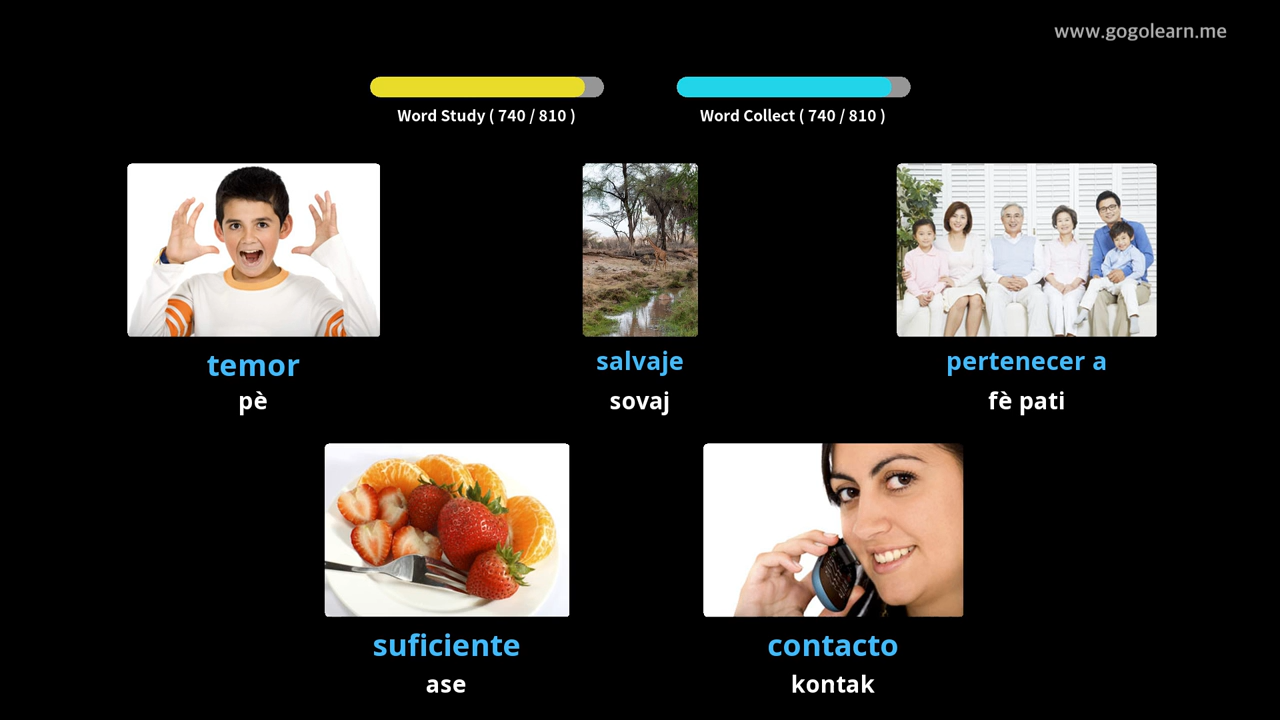 www.gogolearn.me
Word Study ( 740 / 810 )
Word Collect ( 740 / 810 )
temor
pè
salvaje
sovaj
pertenecer a
fè pati
suficiente
ase
contacto
kontak